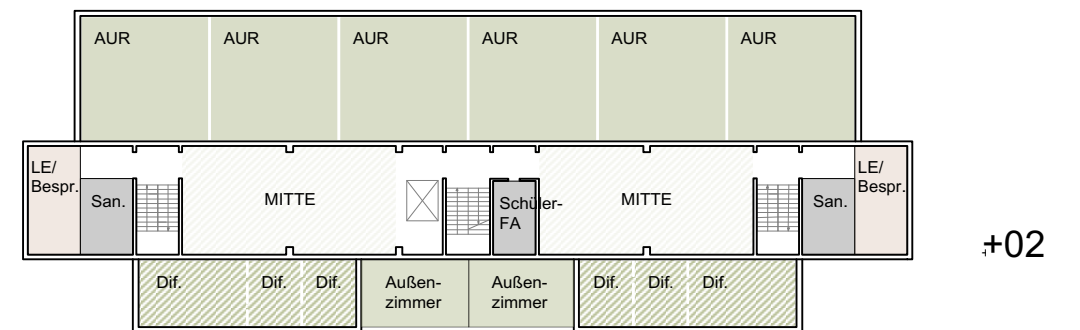 AUR AUR AUR AUR AUR AUR
LE/
Bespr.
San.
MITTE
Schüler-
FA
MITTE
San.
LE/
Bespr.
+02
Dif. Dif. Dif.
Außen-
zimmer
Außen-
zimmer
Dif. Dif. Dif.